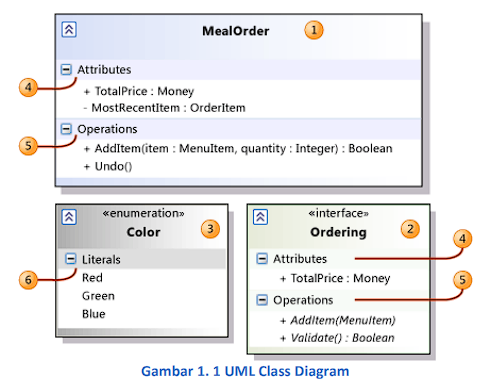 MealOrder
1
Attributes
4
+ TotalPrice : Money
- MostRecentItem : OrderItem
Operations
5
+ AddItem(item : MenuItem, quantity : Integer) : Boolean
+ Undo()
«enumeration»
Color
3
Literals
6
Red
Green
Blue
«interface»
Ordering
2
Attributes
4
+ TotalPrice : Money
Operations
5
+ AddItem(MenuItem)
+ Validate() : Boolean
Gambar 1. 1 UML Class Diagram